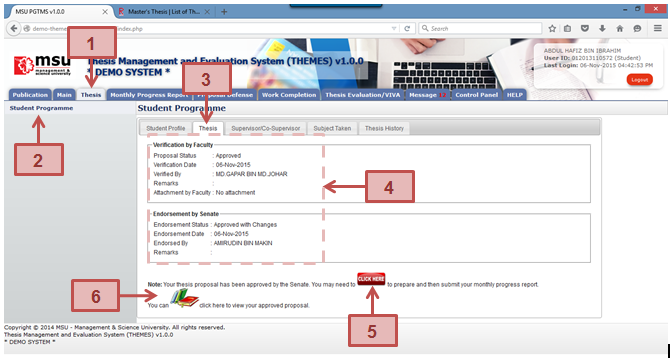 MSU PGTMS v1.0.0
Master's Thesis | List of Th...
demo-theme
index.php
Search
msu
management &
science university
Thesis Management and Evaluation System (THEMES) v1.0.0
* DEMO SYSTEM *
ABDUL HAFIZ BIN IBRAHIM
User ID: 012013110572 (Student)
Last Login: 06-Nov-2015 04:42:53 PM
Logout
1
3
Publication
Main
Thesis
Monthly Progress Report
Defense
Work Completion
Thesis Evaluation/VIVA
Message
Control Panel
HELP
Student Programme
2
Student Programme
Student Profile
Thesis
Supervisor/Co-Supervisor
Subject Taken
Thesis History
Verification by Faculty
Proposal Status : Approved
Verification Date : 06-Nov-2015
Verified By : MD.GAPAR BIN MD.JOHAR
Remarks :
Attachment by Faculty : No attachment
4
Endorsement by Senate
Endorsement Status : Approved with Changes
Endorsement Date : 06-Nov-2015
Endorsed By : AMIRUDIN BIN MAKIN
Remarks :
Note: Your thesis proposal has been approved by the Senate. You may need to CLICK HERE to prepare and then submit your monthly progress report.
6
You can click here to view your approved proposal.
5
Copyright © 2014 MSU - Management & Science University. All rights reserved.
Thesis Management and Evaluation System (THEMES) v1.0.0
* DEMO SYSTEM *